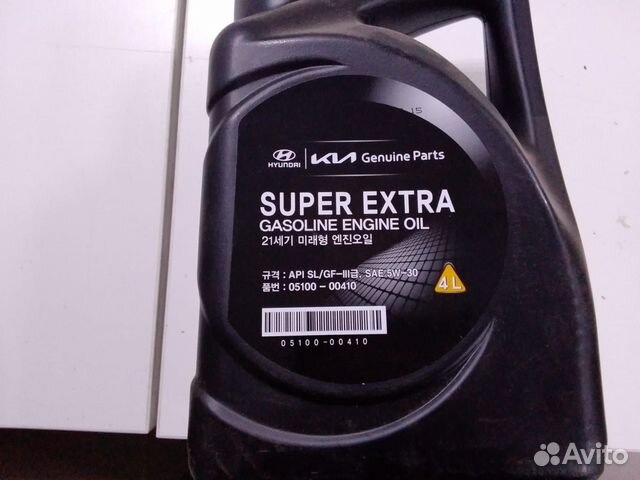 15
HYUNDAI KIA Genuine Parts
SUPER EXTRA
GASOLINE ENGINE OIL
21세기 미래형 엔진오일
규격 : API SL/GF-III급, SAE 5W-30
품번 : 05100 - 00410
4 L
05100-00410
Avito